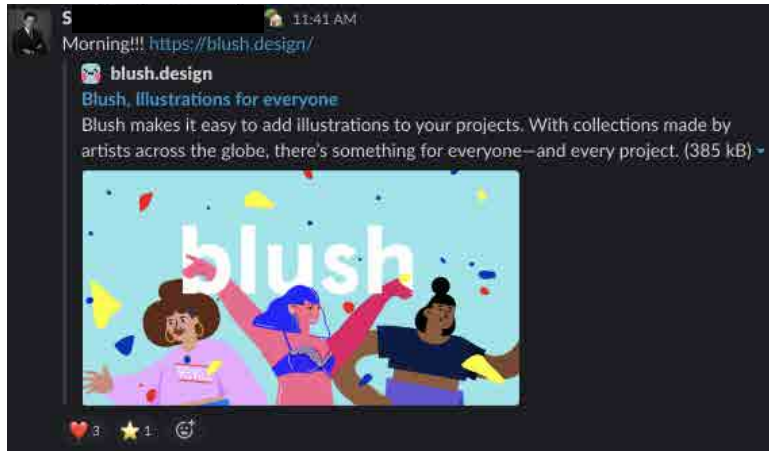 S 11:41 AM
Morning!!! https://blush.design/
blush.design
Blush, Illustrations for everyone
Blush makes it easy to add illustrations to your projects. With collections made by
artists across the globe, there's something for everyone—and every project. (385 kB)
blush
3 1